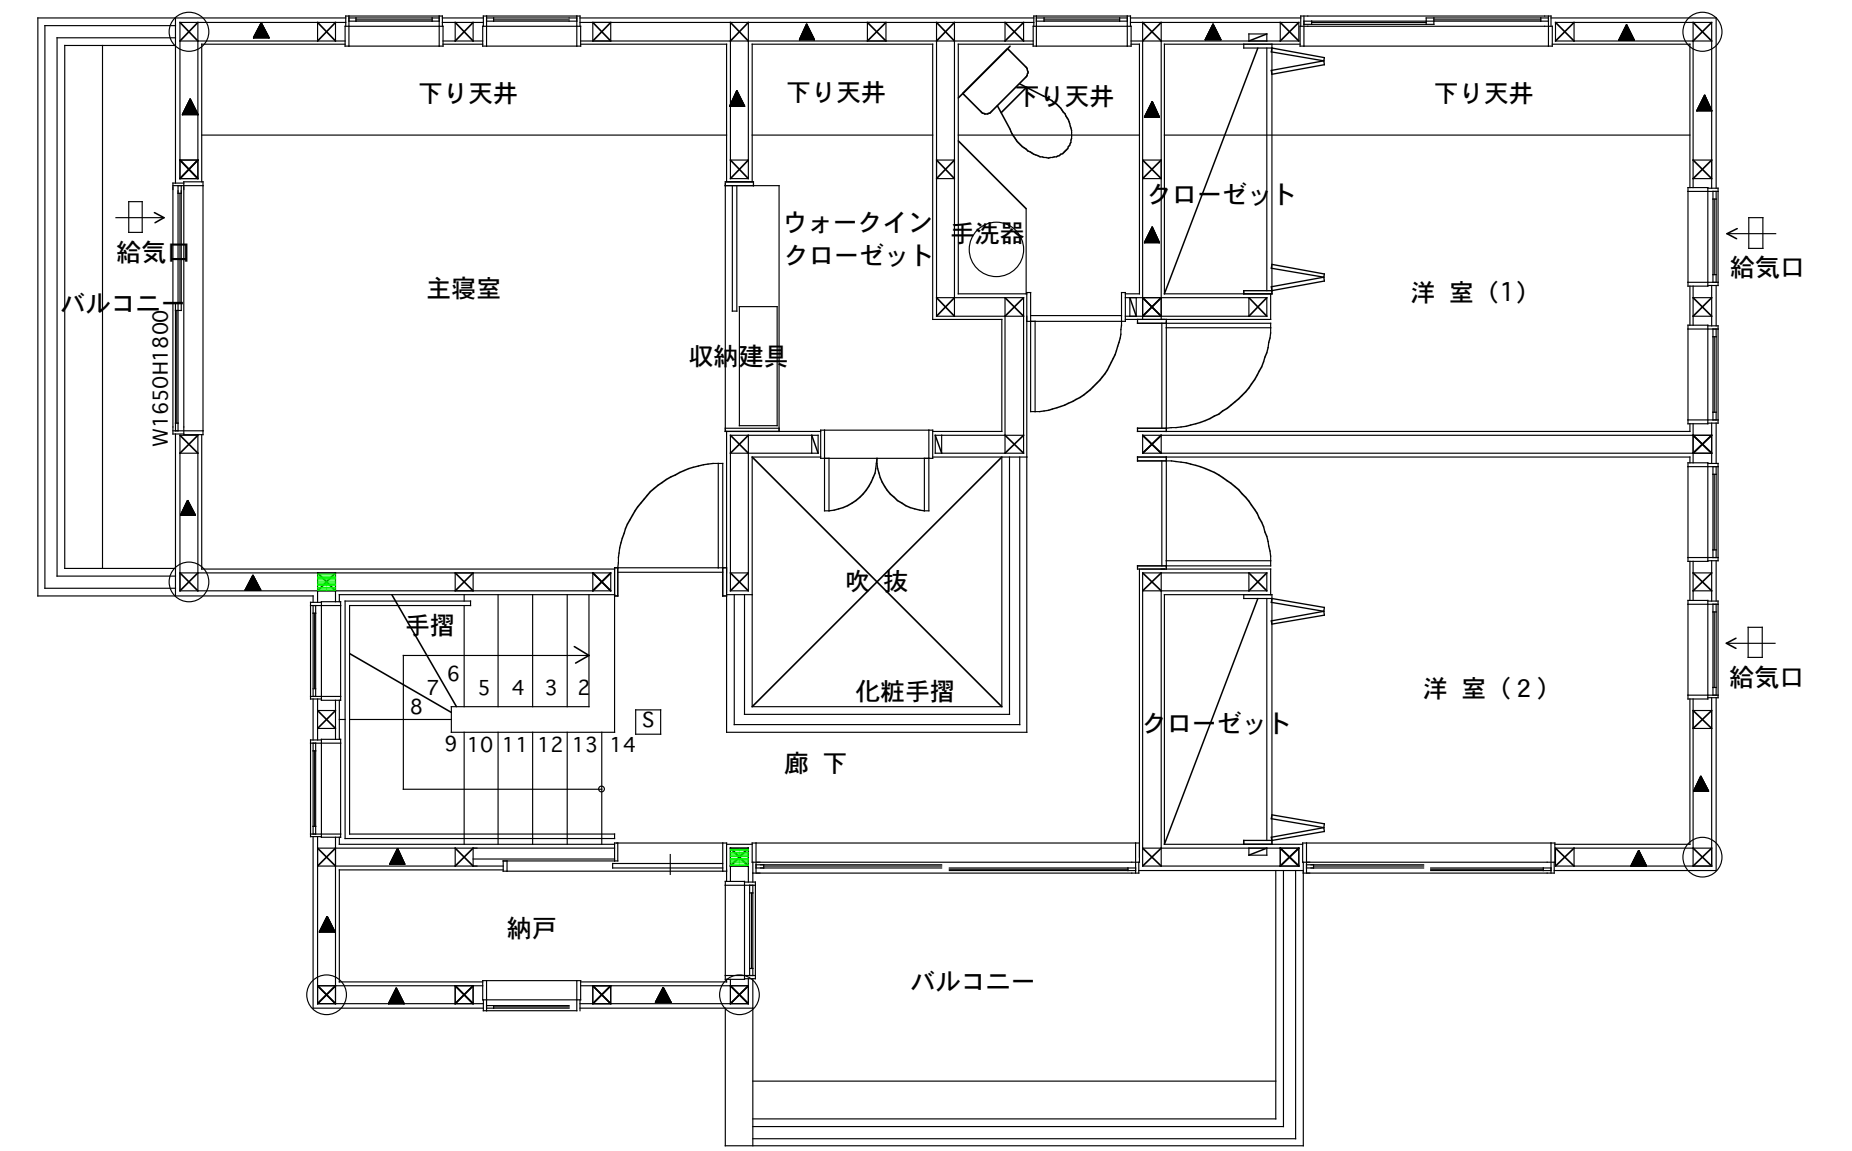 下り天井
下り天井
下り天井
下り天井
クローゼット
ウォークイン
クローゼット
手洗器
給気口
バルコニー
主寝室
洋 室（1）
給気口
W1650H1800
収納建具
吹 抜
手摺
6
7
5
4
3
2
8
化粧手摺
洋 室（２）
給気口
S
クローゼット
9
10
11
12
13
14
廊 下
納戸
バルコニー